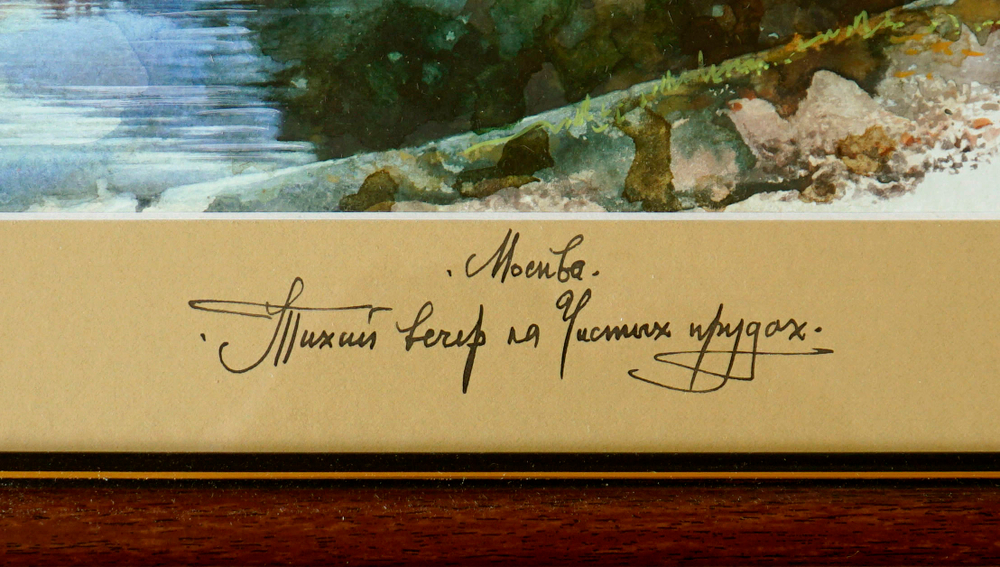 . Москва.
. Тихий вечер на Чистых прудах.